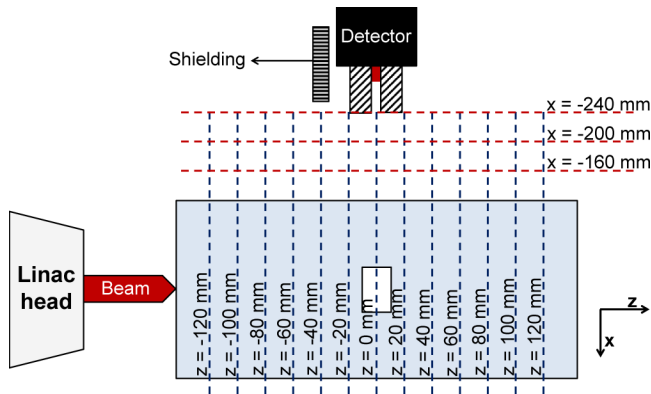 Detector
Shielding
x = -240 mm
x = -200 mm
x = -160 mm
Linac
head
Beam
z = -120 mm
z = -100 mm
z = -80 mm
z = -60 mm
z = -40 mm
z = -20 mm
z = 0 mm
z = 20 mm
z = 40 mm
z = 60 mm
z = 80 mm
z = 100 mm
z = 120 mm
z
x